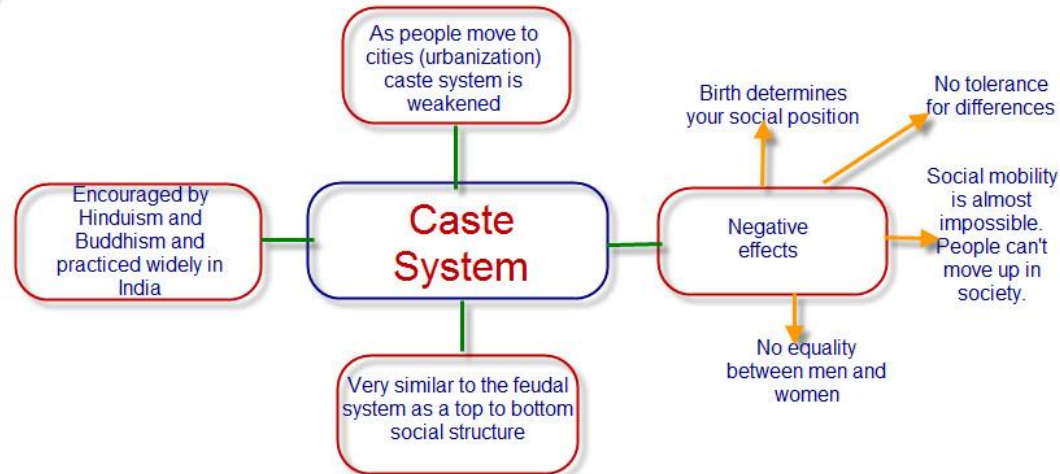 As people move to
cities (urbanization)
caste system is
weakened
Encouraged by
Hinduism and
Buddhism and
practiced widely in
India
Caste
System
Very similar to the feudal
system as a top to bottom
social structure
Negative
effects
Birth determines
your social position
No tolerance
for differences
Social mobility
is almost
impossible.
People can't
move up in
society.
No equality
between men and
women